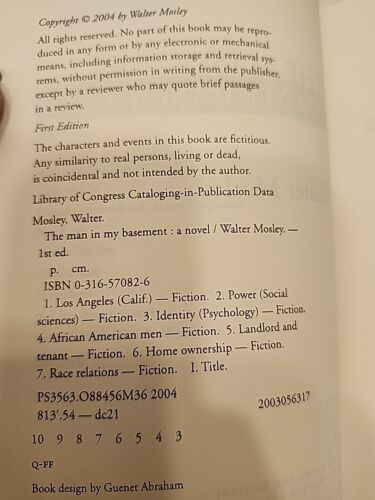 Copyright © 2004 by Walter Mosley
All rights reserved. No part of this book may be repro-
duced in any form or by any electronic or mechanical
means, including information storage and retrieval sys-
tems, without permission in writing from the publisher,
except by a reviewer who may quote brief passages
in a review.
First Edition
The characters and events in this book are fictitious.
Any similarity to real persons, living or dead,
is coincidental and not intended by the author.
Library of Congress Cataloging-in-Publication Data
Mosley, Walter.
The man in my basement : a novel / Walter Mosley. —
1st ed.
p. cm.
ISBN 0-316-57082-6
1. Los Angeles (Calif.) — Fiction. 2. Power (Social
sciences) — Fiction. 3. Identity (Psychology) — Fiction.
4. African American men — Fiction. 5. Landlord and
tenant — Fiction. 6. Home ownership — Fiction.
7. Race relations — Fiction. I. Title.
PS3563.O88456M36 2004
813'.54 — dc21 2003056317
10 9 8 7 6 5 4 3
Q-FF
Book design by Guenet Abraham